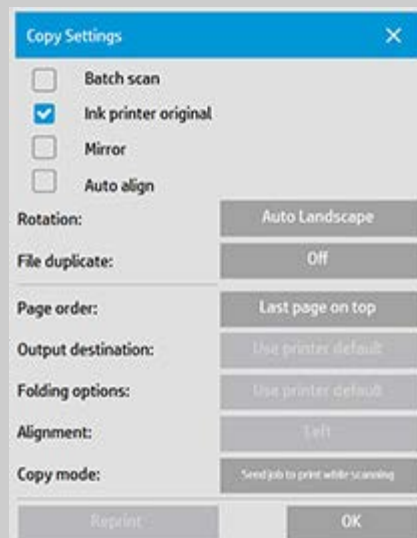 Copy Settings
Batch scan
Ink printer original
Mirror
Auto align
Rotation: Auto Landscape
File duplicate: Off
Page order: Last page on top
Output destination: Use printer default
Folding options: Use printer default
Alignment: Left
Copy mode: Send job to print while scanning
Reprint OK